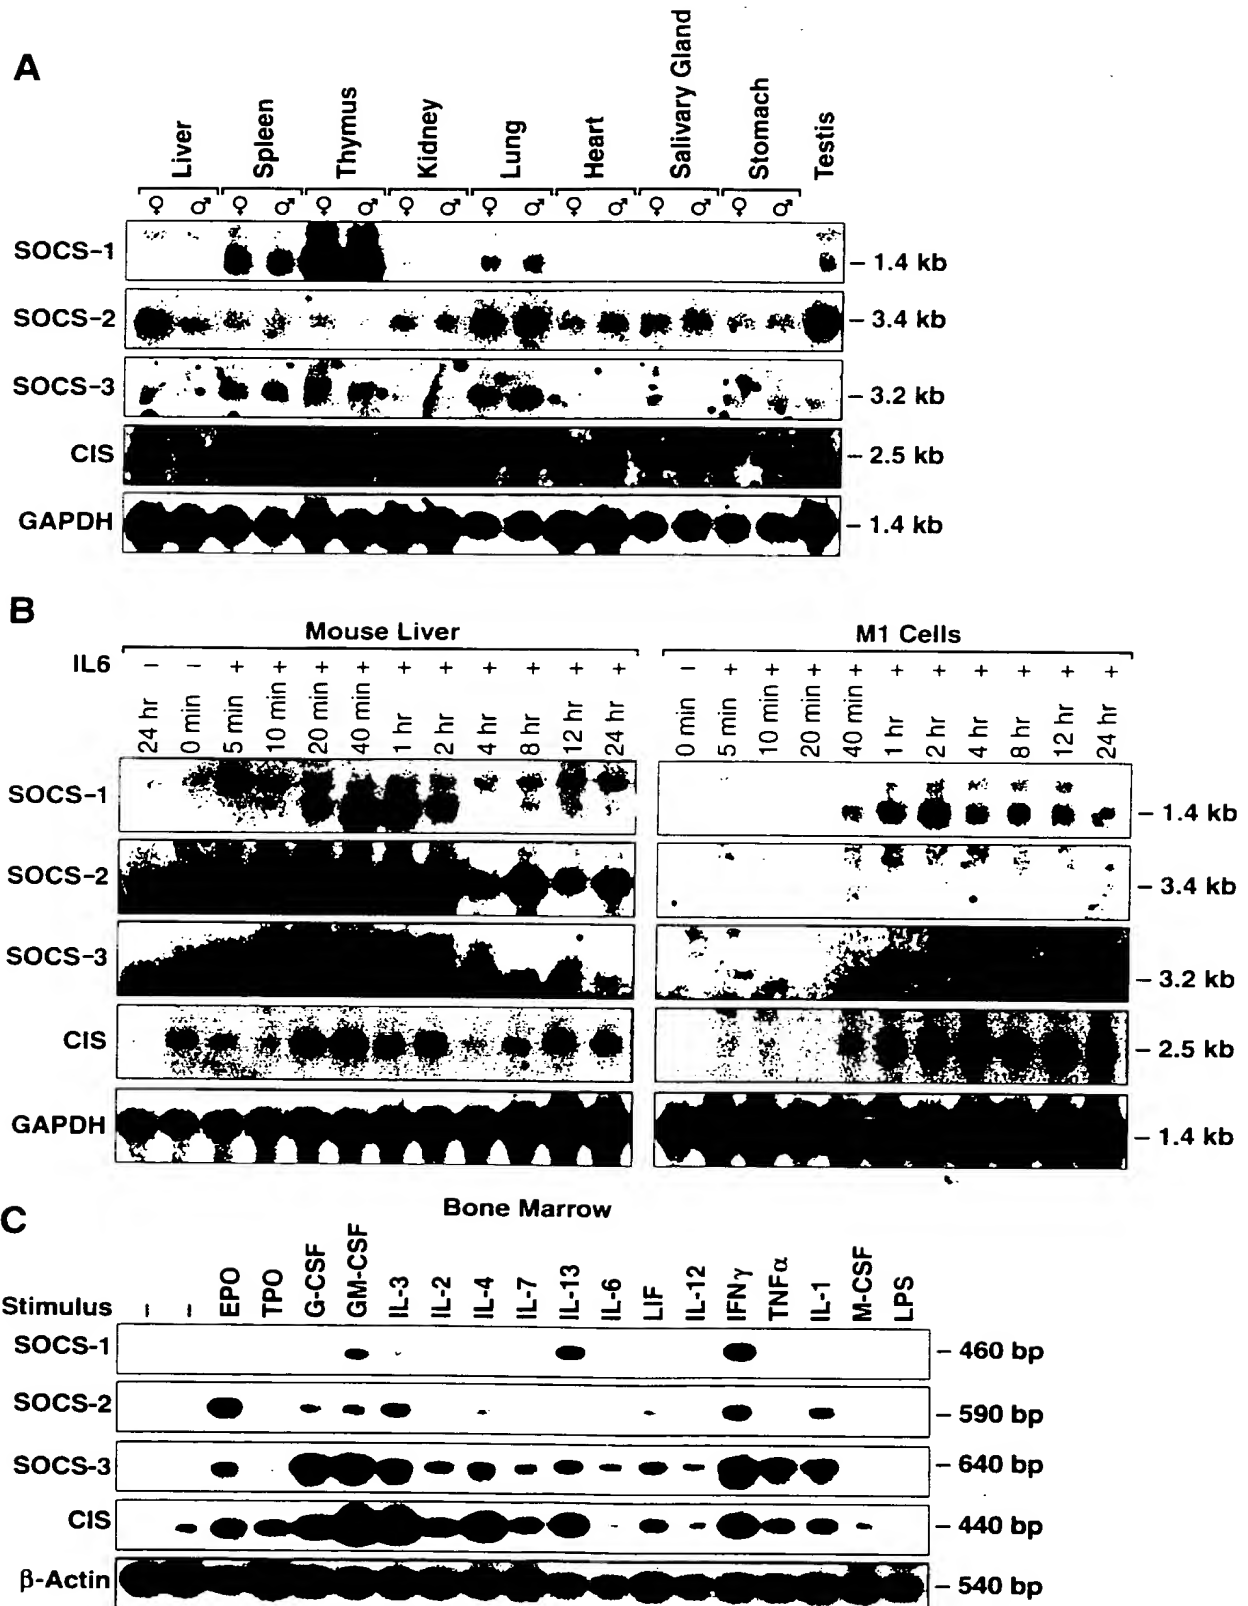 A
Liver Spleen Thymus Kidney Lung Heart Salivary Gland Stomach Testis
♀ ♂ ♀ ♂ ♀ ♂ ♀ ♂ ♀ ♂ ♀ ♂ ♀ ♂ ♀ ♂
SOCS-1 – 1.4 kb
SOCS-2 – 3.4 kb
SOCS-3 – 3.2 kb
CIS – 2.5 kb
GAPDH – 1.4 kb
B
Mouse Liver M1 Cells
IL6 – – + + + + + + + + + + – + + + + + + + + + +
24 hr 0 min 5 min 10 min 20 min 40 min 1 hr 2 hr 4 hr 8 hr 12 hr 24 hr 0 min 5 min 10 min 20 min 40 min 1 hr 2 hr 4 hr 8 hr 12 hr 24 hr
SOCS-1 – 1.4 kb
SOCS-2 – 3.4 kb
SOCS-3 – 3.2 kb
CIS – 2.5 kb
GAPDH – 1.4 kb
Bone Marrow
C
Stimulus – – EPO TPO G-CSF GM-CSF IL-3 IL-2 IL-4 IL-7 IL-13 IL-6 LIF IL-12 IFNγ TNFα IL-1 M-CSF LPS
SOCS-1 – 460 bp
SOCS-2 – 590 bp
SOCS-3 – 640 bp
CIS – 440 bp
β-Actin – 540 bp